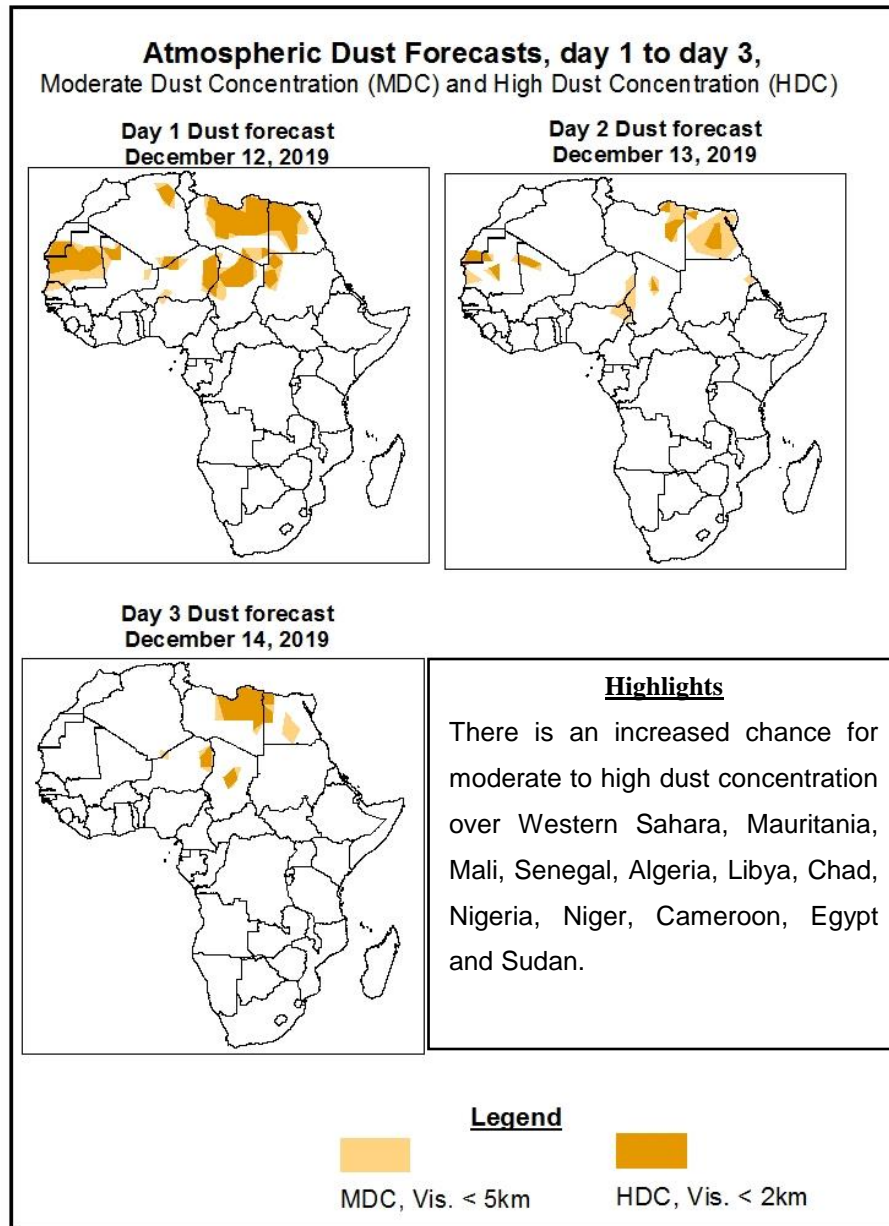 Atmospheric Dust Forecasts, day 1 to day 3,
Moderate Dust Concentration (MDC) and High Dust Concentration (HDC)
Day 1 Dust forecast
December 12, 2019
Day 2 Dust forecast
December 13, 2019
Day 3 Dust forecast
December 14, 2019
Highlights
There is an increased chance for
moderate to high dust concentration
over Western Sahara, Mauritania,
Mali, Senegal, Algeria, Libya, Chad,
Nigeria, Niger, Cameroon, Egypt
and Sudan.
Legend
MDC, Vis. < 5km
HDC, Vis. < 2km